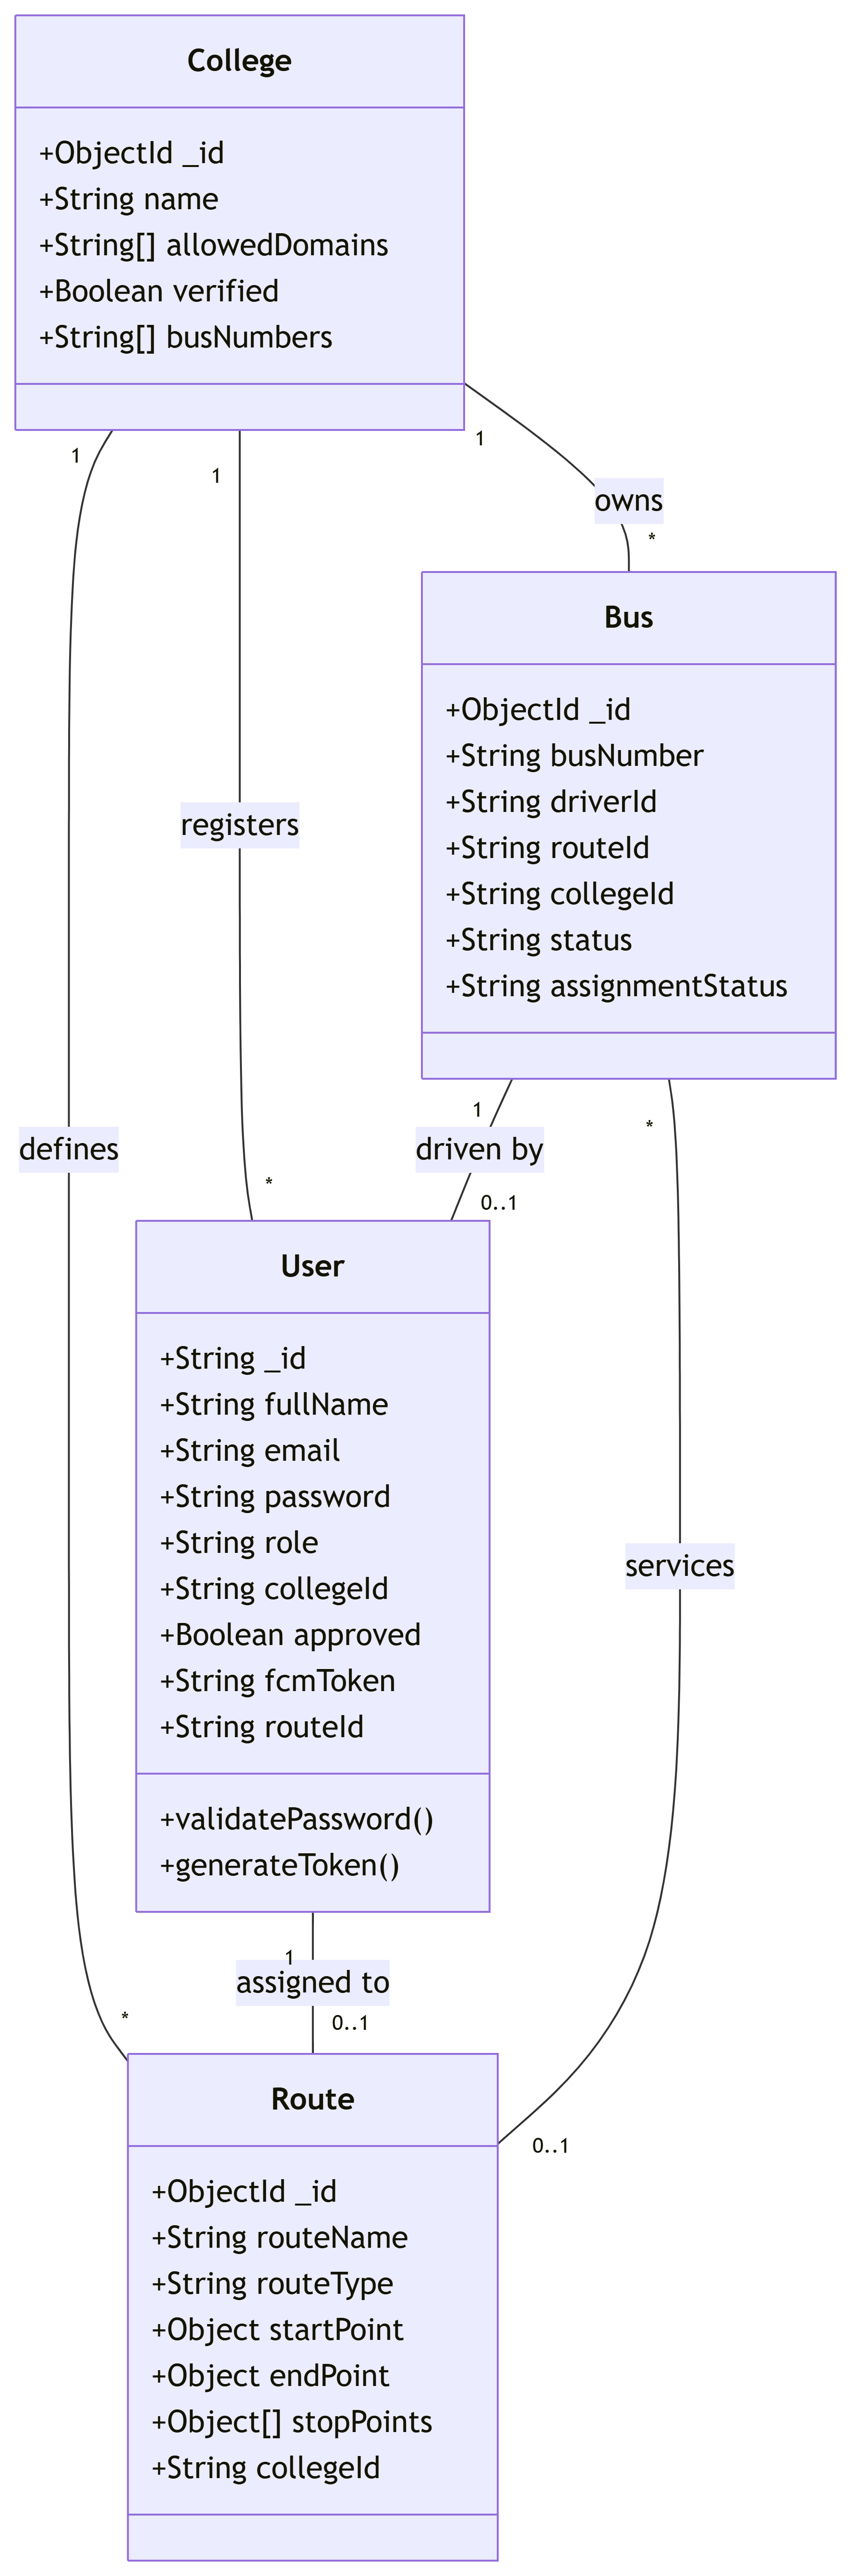 College
+ObjectId _id
+String name
+String[] allowedDomains
+Boolean verified
+String[] busNumbers
1
1
1
owns
*
Bus
+ObjectId _id
+String busNumber
+String driverId
+String routeId
+String collegeId
+String status
+String assignmentStatus
registers
defines
1
driven by
0..1
*
*
User
+String _id
+String fullName
+String email
+String password
+String role
+String collegeId
+Boolean approved
+String fcmToken
+String routeId
+validatePassword()
+generateToken()
services
1
assigned to
0..1
*
0..1
Route
+ObjectId _id
+String routeName
+String routeType
+Object startPoint
+Object endPoint
+Object[] stopPoints
+String collegeId